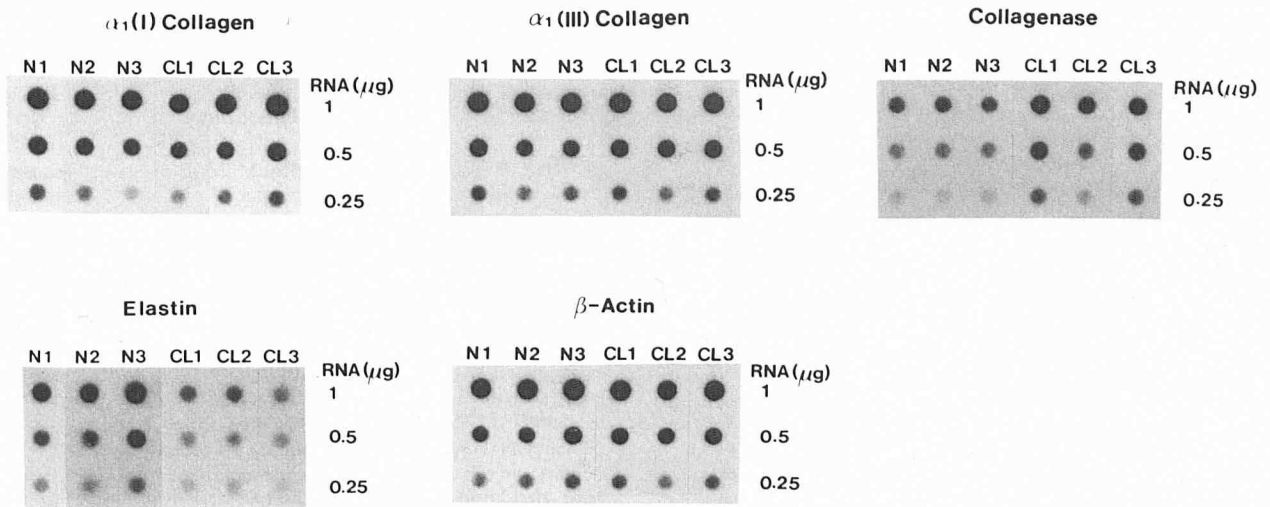 α1(I) Collagen
N1 N2 N3 CL1 CL2 CL3
RNA(μg)
1
0.5
0.25
α1(III) Collagen
N1 N2 N3 CL1 CL2 CL3
RNA(μg)
1
0.5
0.25
Collagenase
N1 N2 N3 CL1 CL2 CL3
RNA(μg)
1
0.5
0.25
Elastin
N1 N2 N3 CL1 CL2 CL3
RNA(μg)
1
0.5
0.25
β-Actin
N1 N2 N3 CL1 CL2 CL3
RNA(μg)
1
0.5
0.25